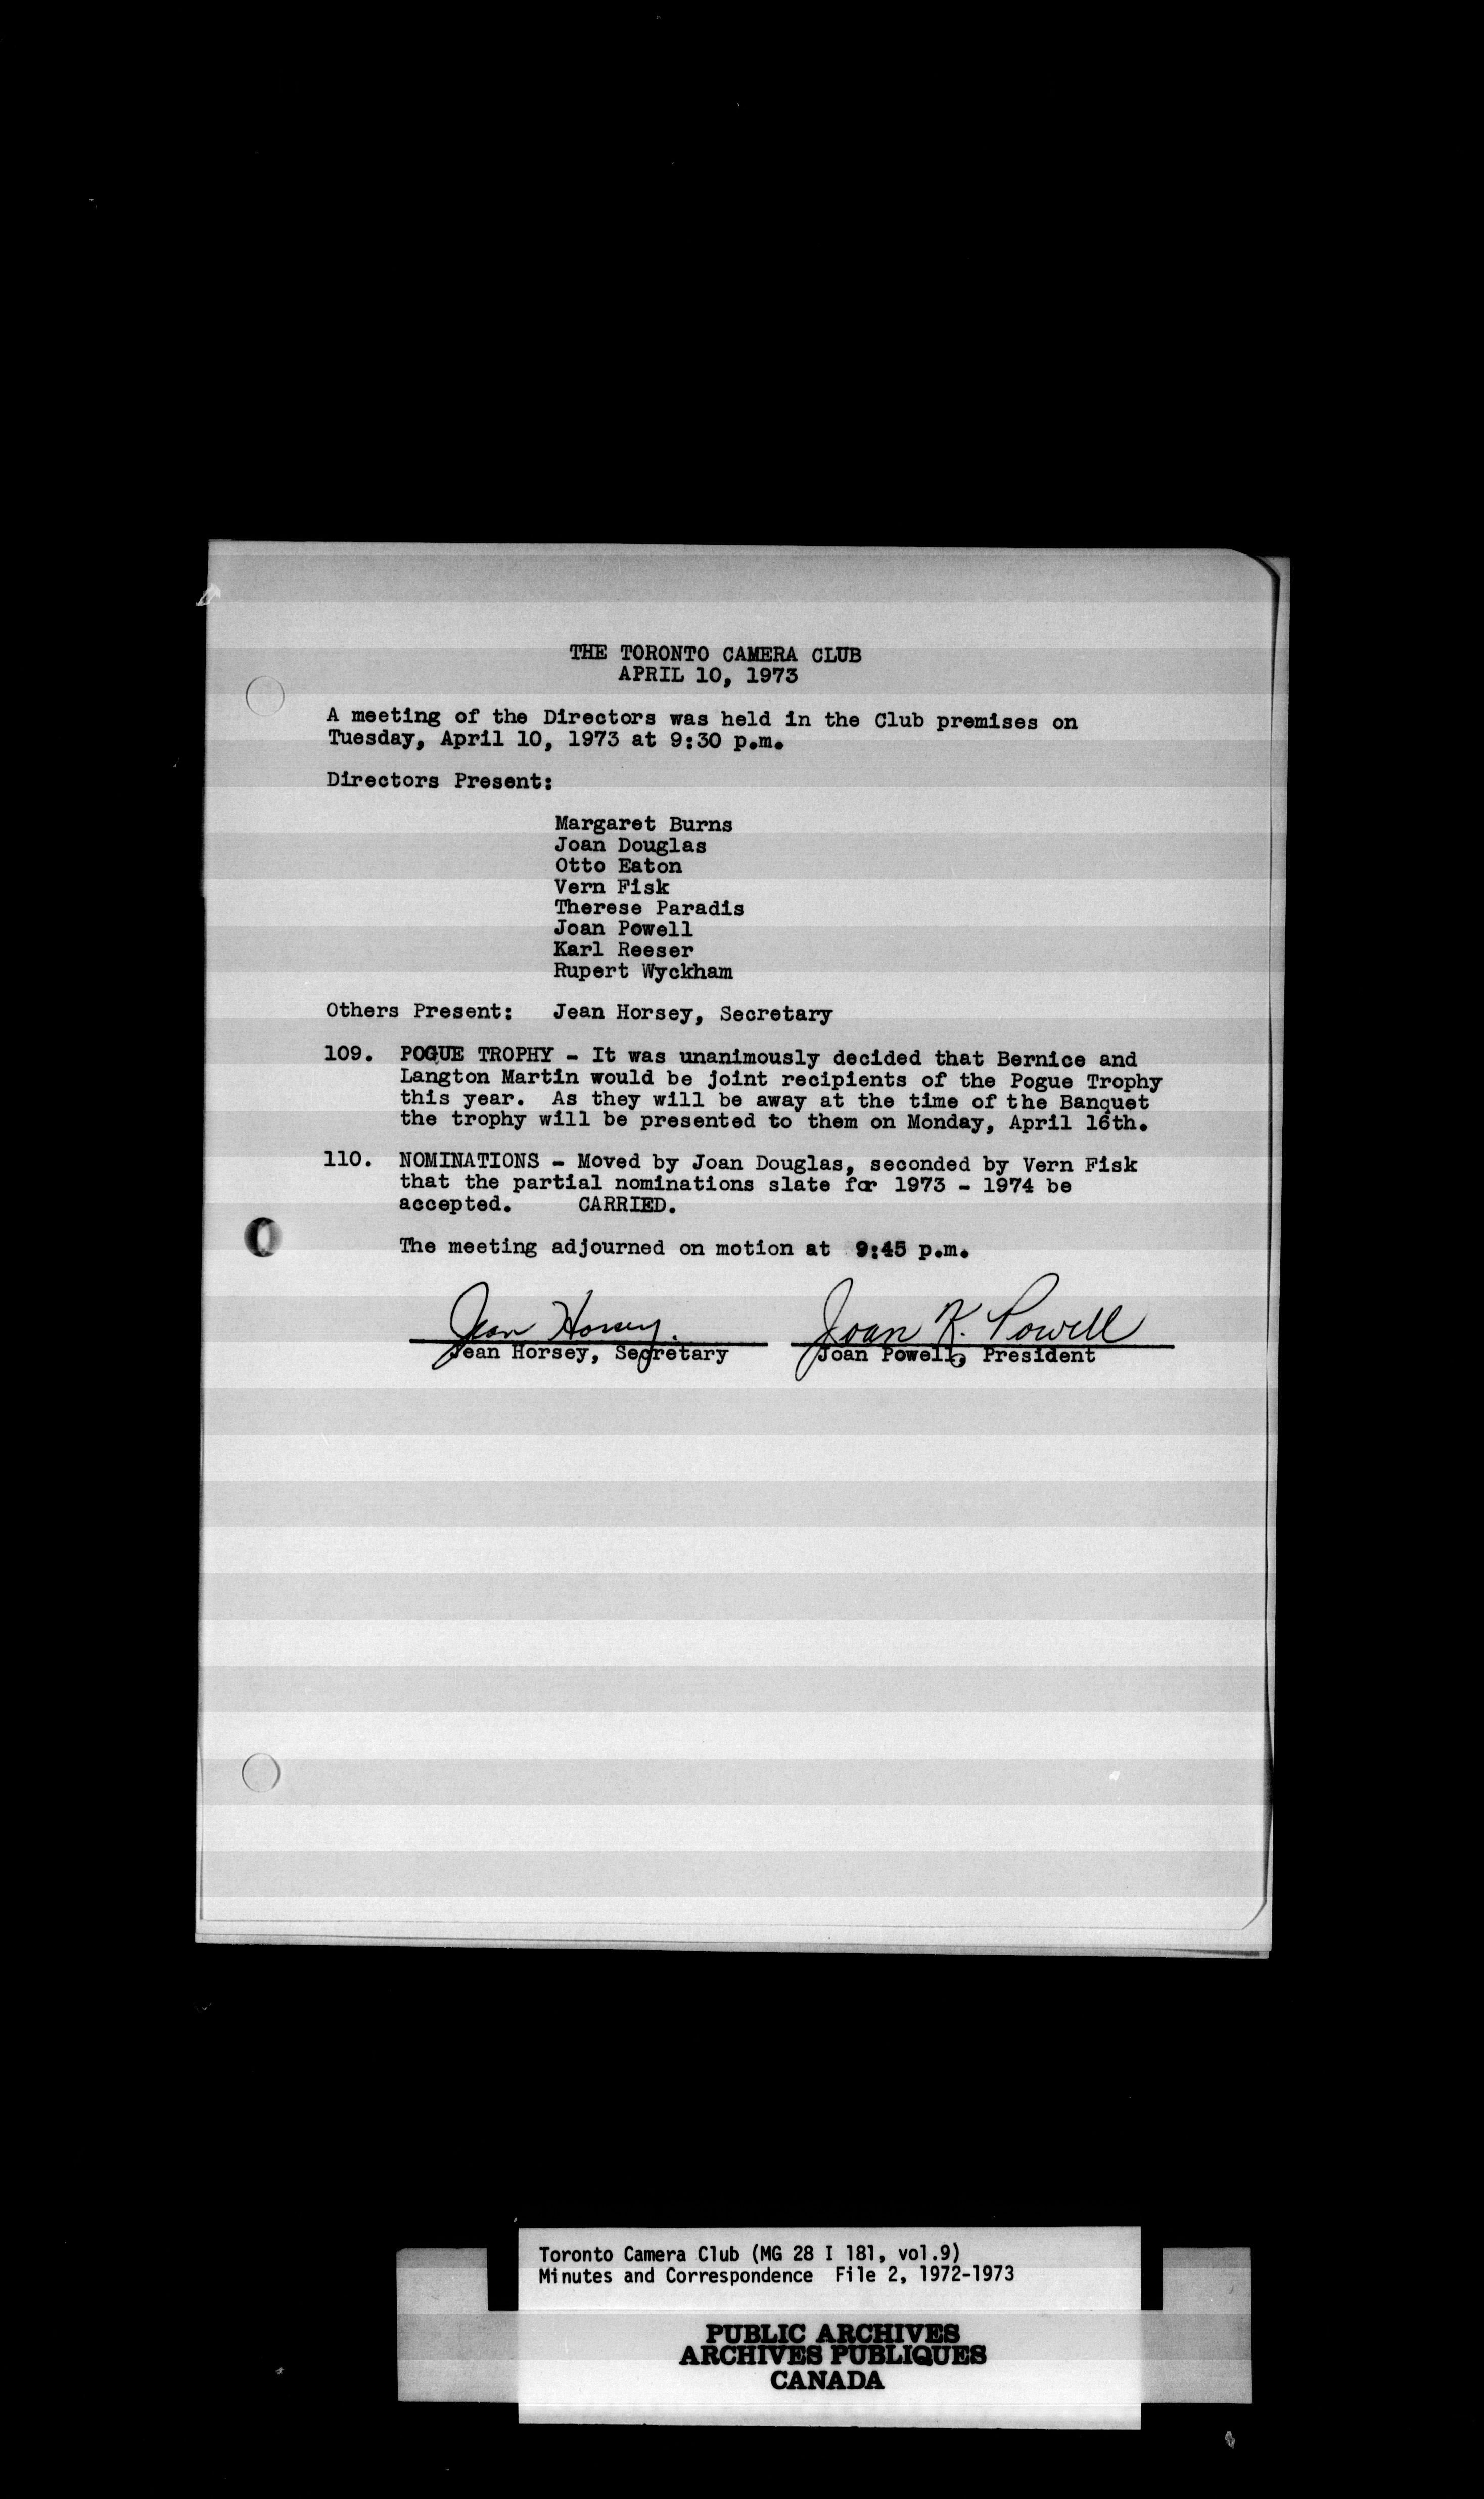 THE TORONTO CAMERA CLUB
APRIL 10, 1973
A meeting of the Directors was held in the Club premises on
Tuesday, April 10, 1973 at 9:30 p.m.
Directors Present:
Margaret Burns
Joan Douglas
Otto Eaton
Vern Fisk
Therese Paradis
Joan Powell
Karl Reeser
Rupert Wyckham
Others Present: Jean Horsey, Secretary
109. POGUE TROPHY - It was unanimously decided that Bernice and
Langton Martin would be joint recipients of the Pogue Trophy
this year. As they will be away at the time of the Banquet
the trophy will be presented to them on Monday, April 16th.
110. NOMINATIONS - Moved by Joan Douglas, seconded by Vern Fisk
that the partial nominations slate for 1973 - 1974 be
accepted. CARRIED.
The meeting adjourned on motion at 9:45 p.m.
Jean Horsey. Joan K. Powell
Jean Horsey, Secretary Joan Powell, President
Toronto Camera Club (MG 28 I 181, vol.9)
Minutes and Correspondence File 2, 1972-1973
PUBLIC ARCHIVES
ARCHIVES PUBLIQUES
CANADA